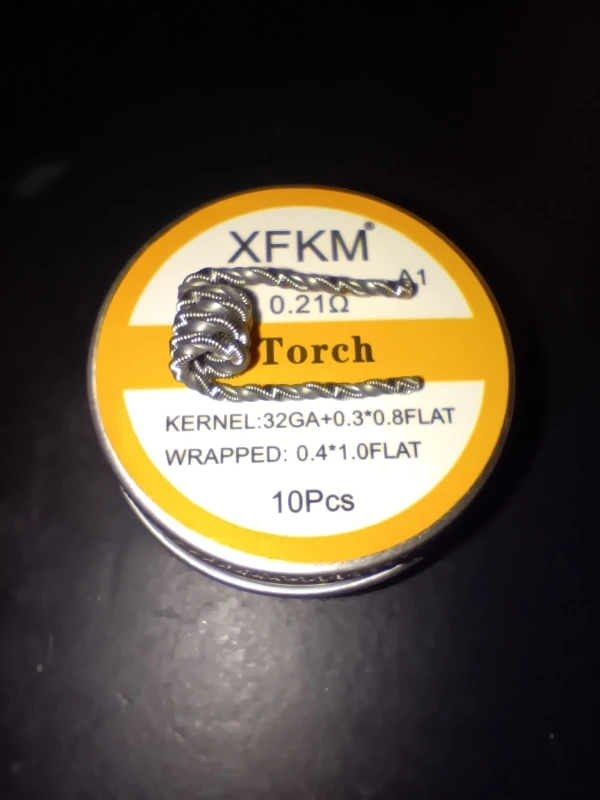 XFKM®
A1
0.21Ω
Torch
KERNEL:32GA+0.3*0.8FLAT
WRAPPED: 0.4*1.0FLAT
10Pcs